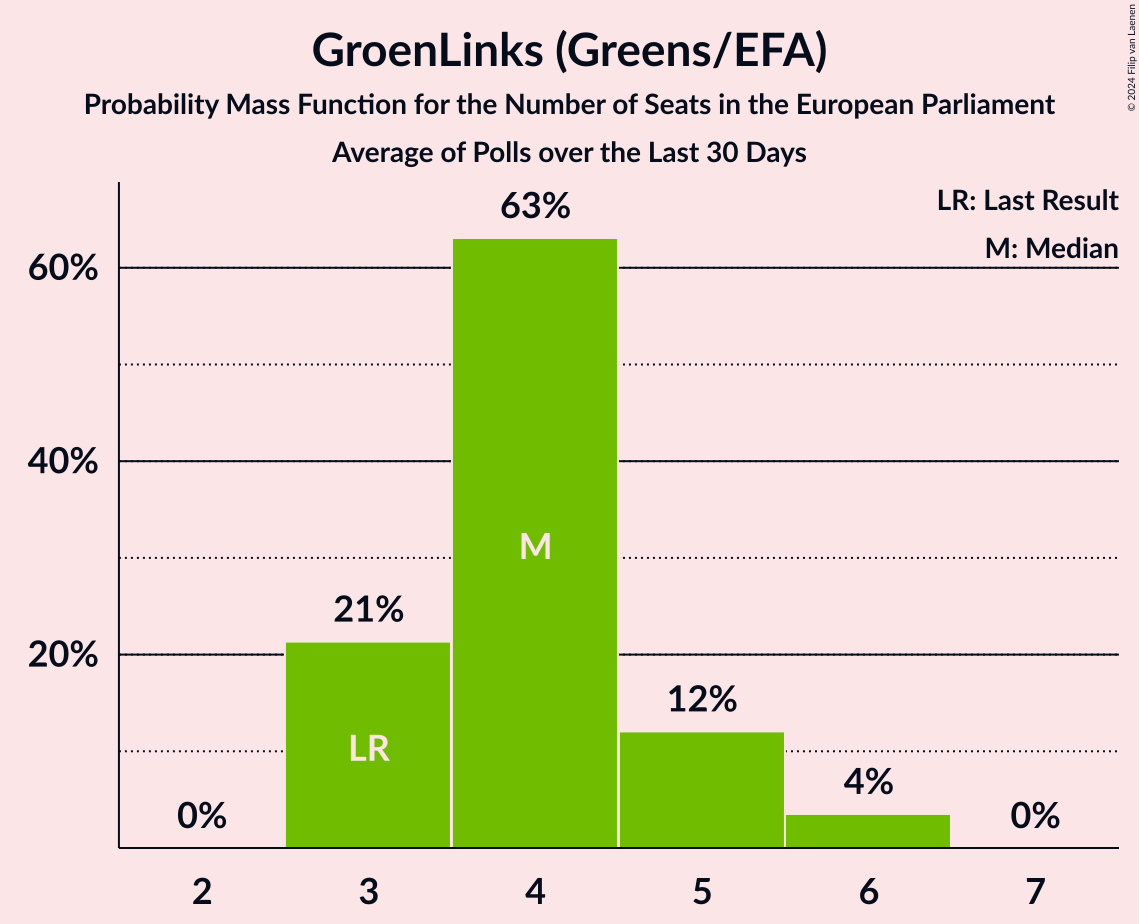 GroenLinks (Greens/EFA)
Probability Mass Function for the Number of Seats in the European Parliament
Average of Polls over the Last 30 Days
© 2024 Filip van Laenen
LR: Last Result
M: Median
63%
60%
40%
M
21%
20%
12%
LR
4%
0%
0%
2 3 4 5 6 7